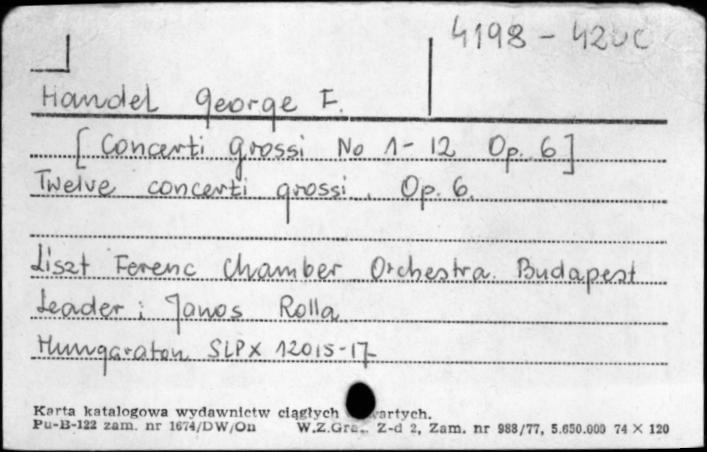 4198 - 4200
Handel George F.
[Concerti grossi No 1-12 Op. 6]
Twelve concerti grossi. Op. 6.
Liszt Ferenc Chamber Orchestra. Budapest
Leader: Janos Rolla
Hungaraton SLPX 12015-17
Karta katalogowa wydawnictw ciągłych
Pu-B-122 zam. nr 1674/DW/On W.Z.Gra. Z-d 2, Zam. nr 988/77, 5.650.000 74 X 120